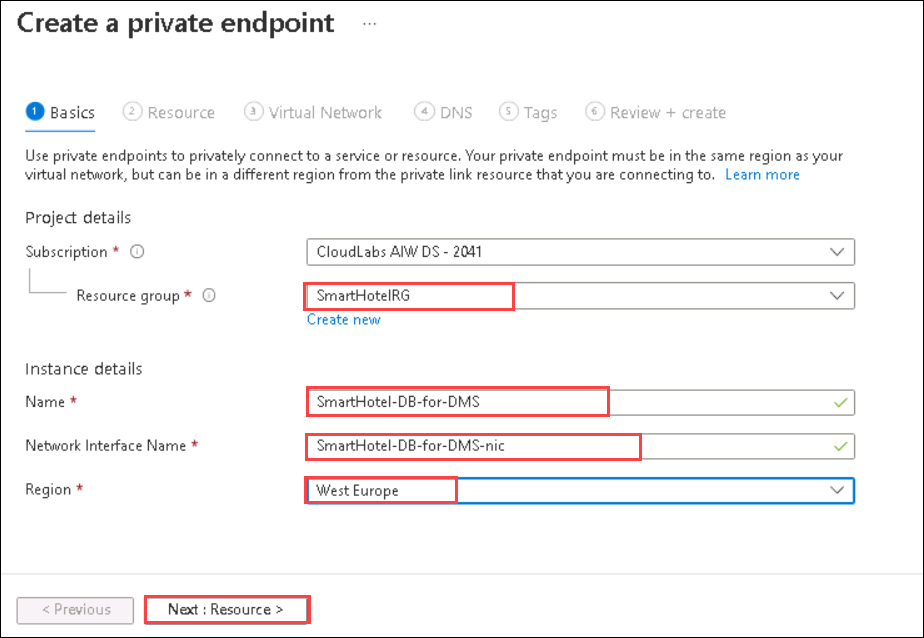 Create a private endpoint ...
1 Basics 2 Resource 3 Virtual Network 4 DNS 5 Tags 6 Review + create
Use private endpoints to privately connect to a service or resource. Your private endpoint must be in the same region as your
virtual network, but can be in a different region from the private link resource that you are connecting to. Learn more
Project details
Subscription * CloudLabs AIW DS - 2041
Resource group * SmartHotelRG
Create new
Instance details
Name * SmartHotel-DB-for-DMS
Network Interface Name * SmartHotel-DB-for-DMS-nic
Region * West Europe
< Previous Next : Resource >